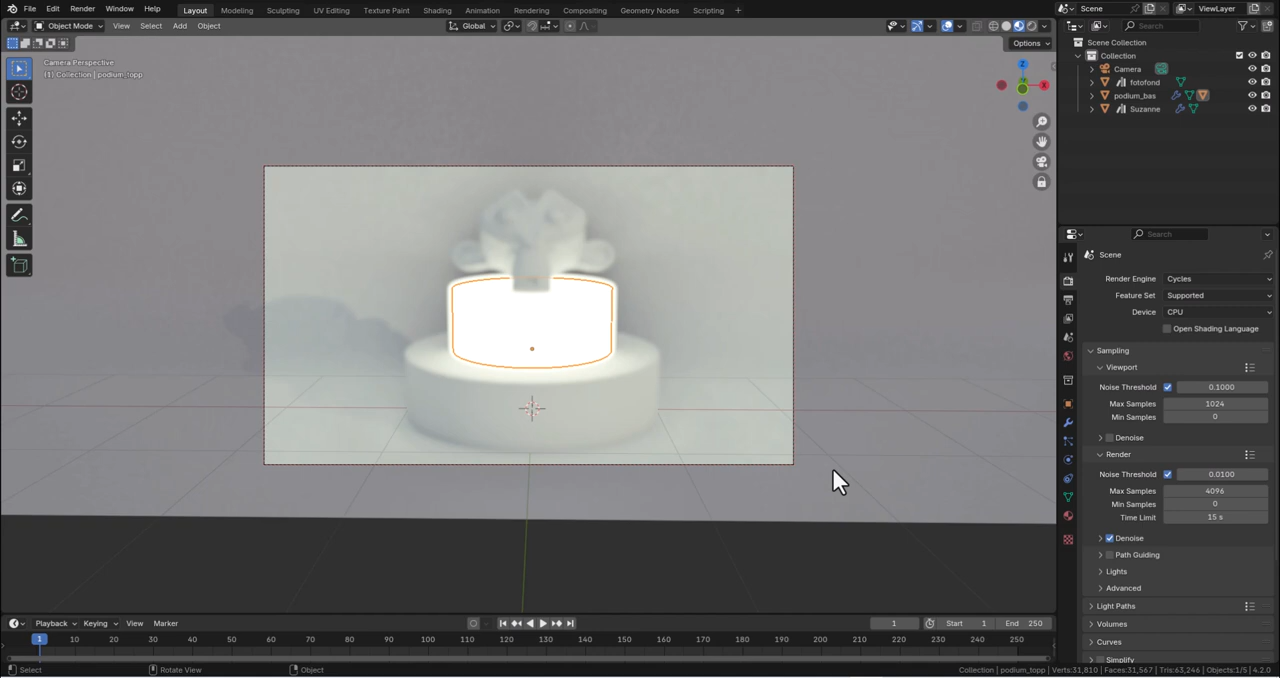 File Edit Render Window Help Layout Modeling Sculpting UV Editing Texture Paint Shading Animation Rendering Compositing Geometry Nodes Scripting + Scene ViewLayer
Object Mode View Select Add Object Global Search
Options
Camera Perspective
(1) Collection | podium_topp
Z
X
Scene Collection
Collection
Camera
fotofond
podium_bas
Suzanne
Search
Scene
Render Engine Cycles
Feature Set Supported
Device CPU
Open Shading Language
Sampling
Viewport
Noise Threshold 0.1000
Max Samples 1024
Min Samples 0
Denoise
Render
Noise Threshold 0.0100
Max Samples 4096
Min Samples 0
Time Limit 15 s
Denoise
Path Guiding
Lights
Advanced
Light Paths
Volumes
Curves
Simplify
Playback Keying View Marker 1 Start 1 End 250
1 10 20 30 40 50 60 70 80 90 100 110 120 130 140 150 160 170 180 190 200 210 220 230 240 250
Select Rotate View Object Collection | podium_topp | Verts:31,810 | Faces:31,567 | Tris:63,246 | Objects:1/5 | 4.2.0